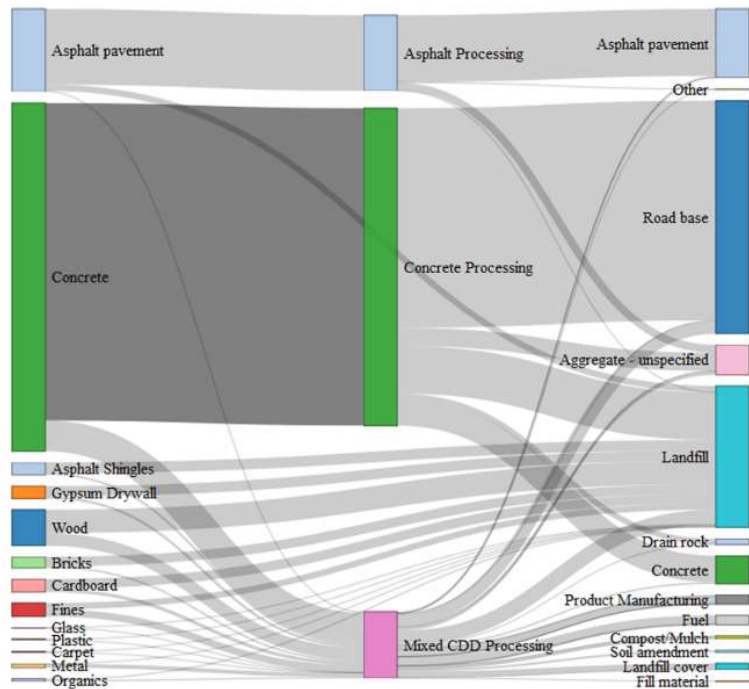 Asphalt pavement
Asphalt Processing
Asphalt pavement
Other
Road base
Concrete
Concrete Processing
Aggregate - unspecified
Landfill
Asphalt Shingles
Gypsum Drywall
Wood
Bricks
Cardboard
Fines
Glass
Plastic
Carpet
Metal
Organics
Mixed CDD Processing
Drain rock
Concrete
Product Manufacturing
Fuel
Compost/Mulch
Soil amendment
Landfill cover
Fill material